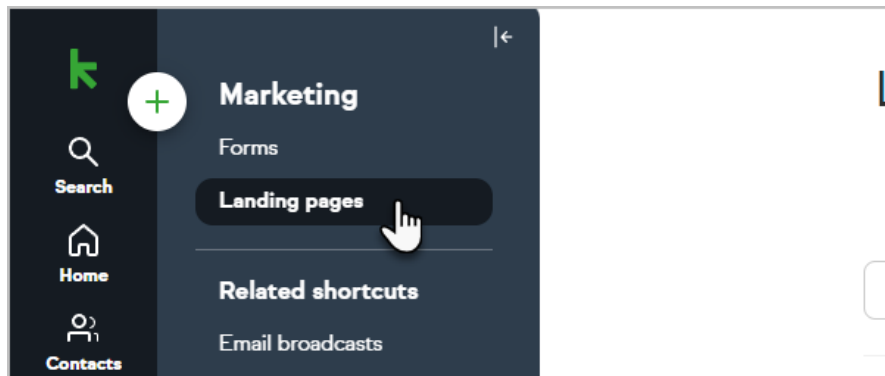 Marketing
Forms
Landing pages
Related shortcuts
Email broadcasts
Search
Home
Contacts